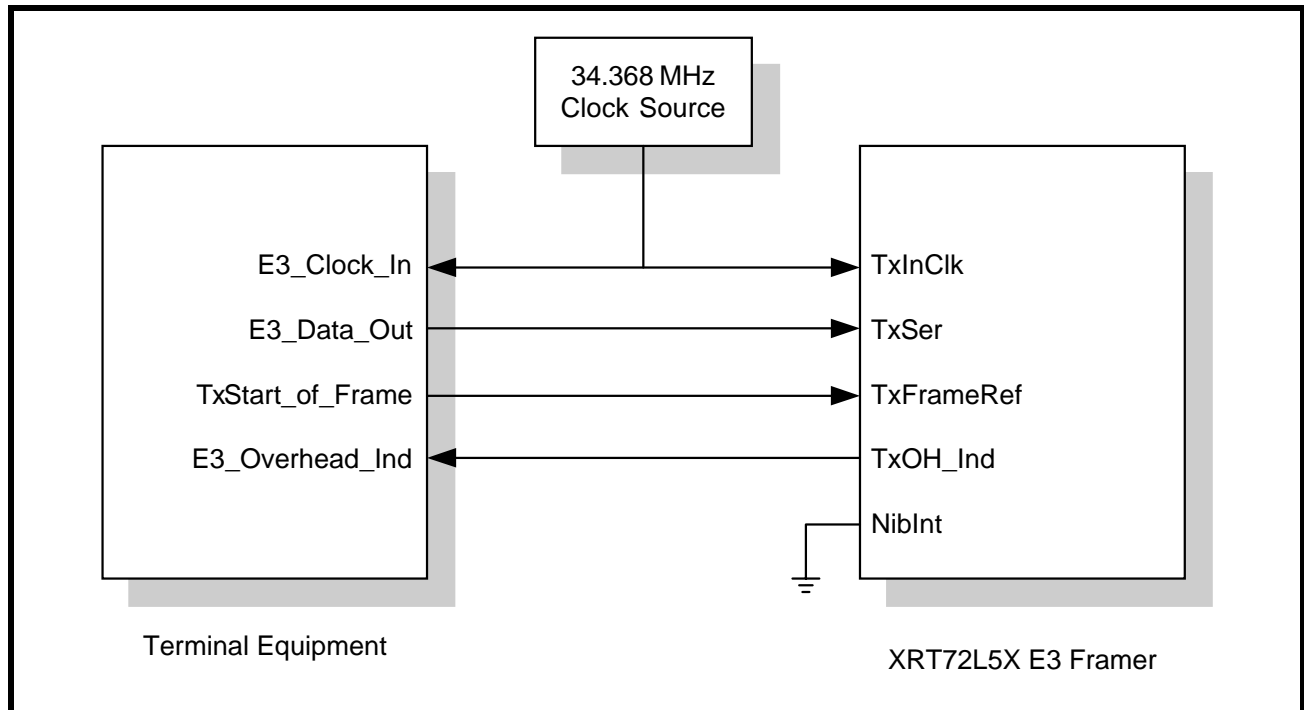 34.368 MHz
Clock Source
E3_Clock_In
E3_Data_Out
TxStart_of_Frame
E3_Overhead_Ind
TxInClk
TxSer
TxFrameRef
TxOH_Ind
NibInt
Terminal Equipment
XRT72L5X E3 Framer